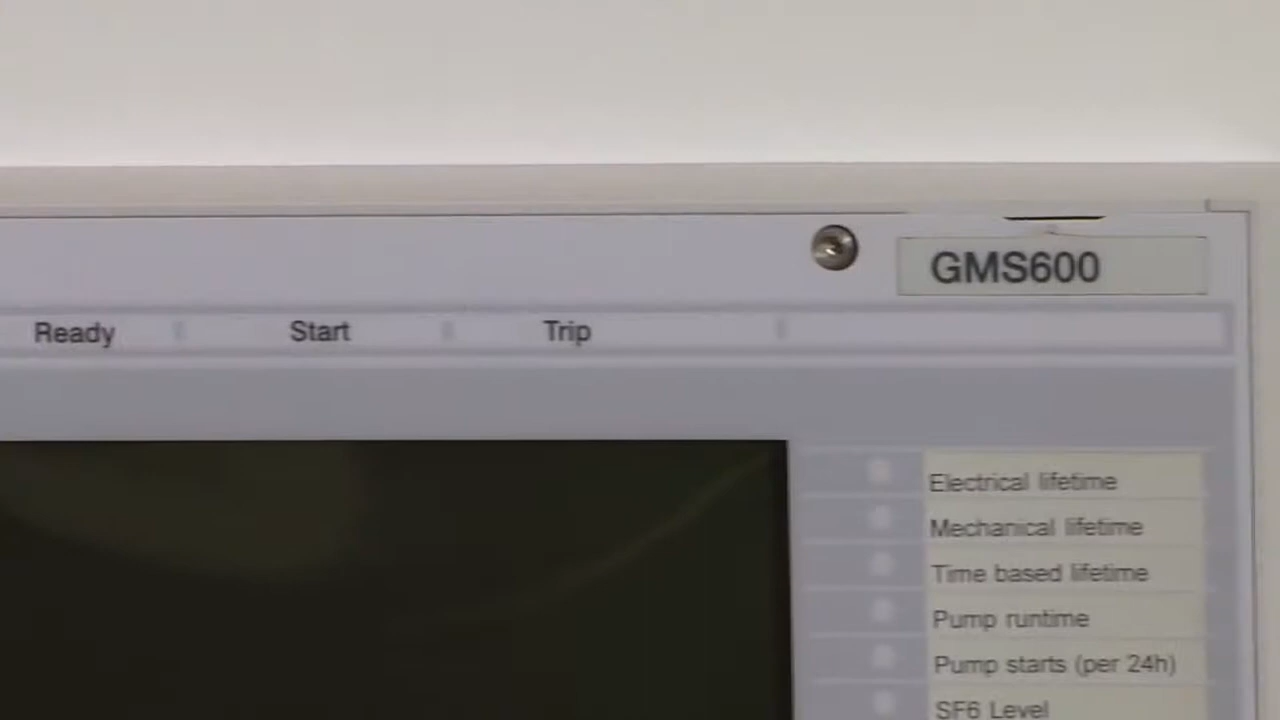 GMS600
Ready Start Trip
Electrical lifetime
Mechanical lifetime
Time based lifetime
Pump runtime
Pump starts (per 24h)
SF6 Level